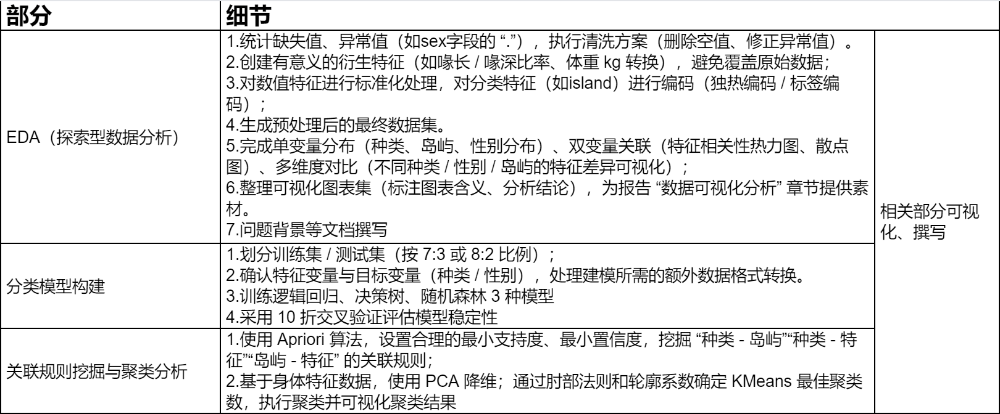 部分
细节
EDA（探索型数据分析）
1.统计缺失值、异常值（如sex字段的 “.”），执行清洗方案（删除空值、修正异常值）。
2.创建有意义的衍生特征（如喙长 / 喙深比率、体重 kg 转换），避免覆盖原始数据；
3.对数值特征进行标准化处理，对分类特征（如island）进行编码（独热编码 / 标签编
码）；
4.生成预处理后的最终数据集。
5.完成单变量分布（种类、岛屿、性别分布）、双变量关联（特征相关性热力图、散点
图）、多维度对比（不同种类 / 性别 / 岛屿的特征差异可视化）；
6.整理可视化图表集（标注图表含义、分析结论），为报告 “数据可视化分析” 章节提供素
材。
7.问题背景等文档撰写
相关部分可视
化、撰写
分类模型构建
1.划分训练集 / 测试集（按 7:3 或 8:2 比例）；
2.确认特征变量与目标变量（种类 / 性别），处理建模所需的额外数据格式转换。
3.训练逻辑回归、决策树、随机森林 3 种模型
4.采用 10 折交叉验证评估模型稳定性
关联规则挖掘与聚类分析
1.使用 Apriori 算法，设置合理的最小支持度、最小置信度，挖掘 “种类 - 岛屿”“种类 - 特
征”“岛屿 - 特征” 的关联规则；
2.基于身体特征数据，使用 PCA 降维；通过肘部法则和轮廓系数确定 KMeans 最佳聚类
数，执行聚类并可视化聚类结果